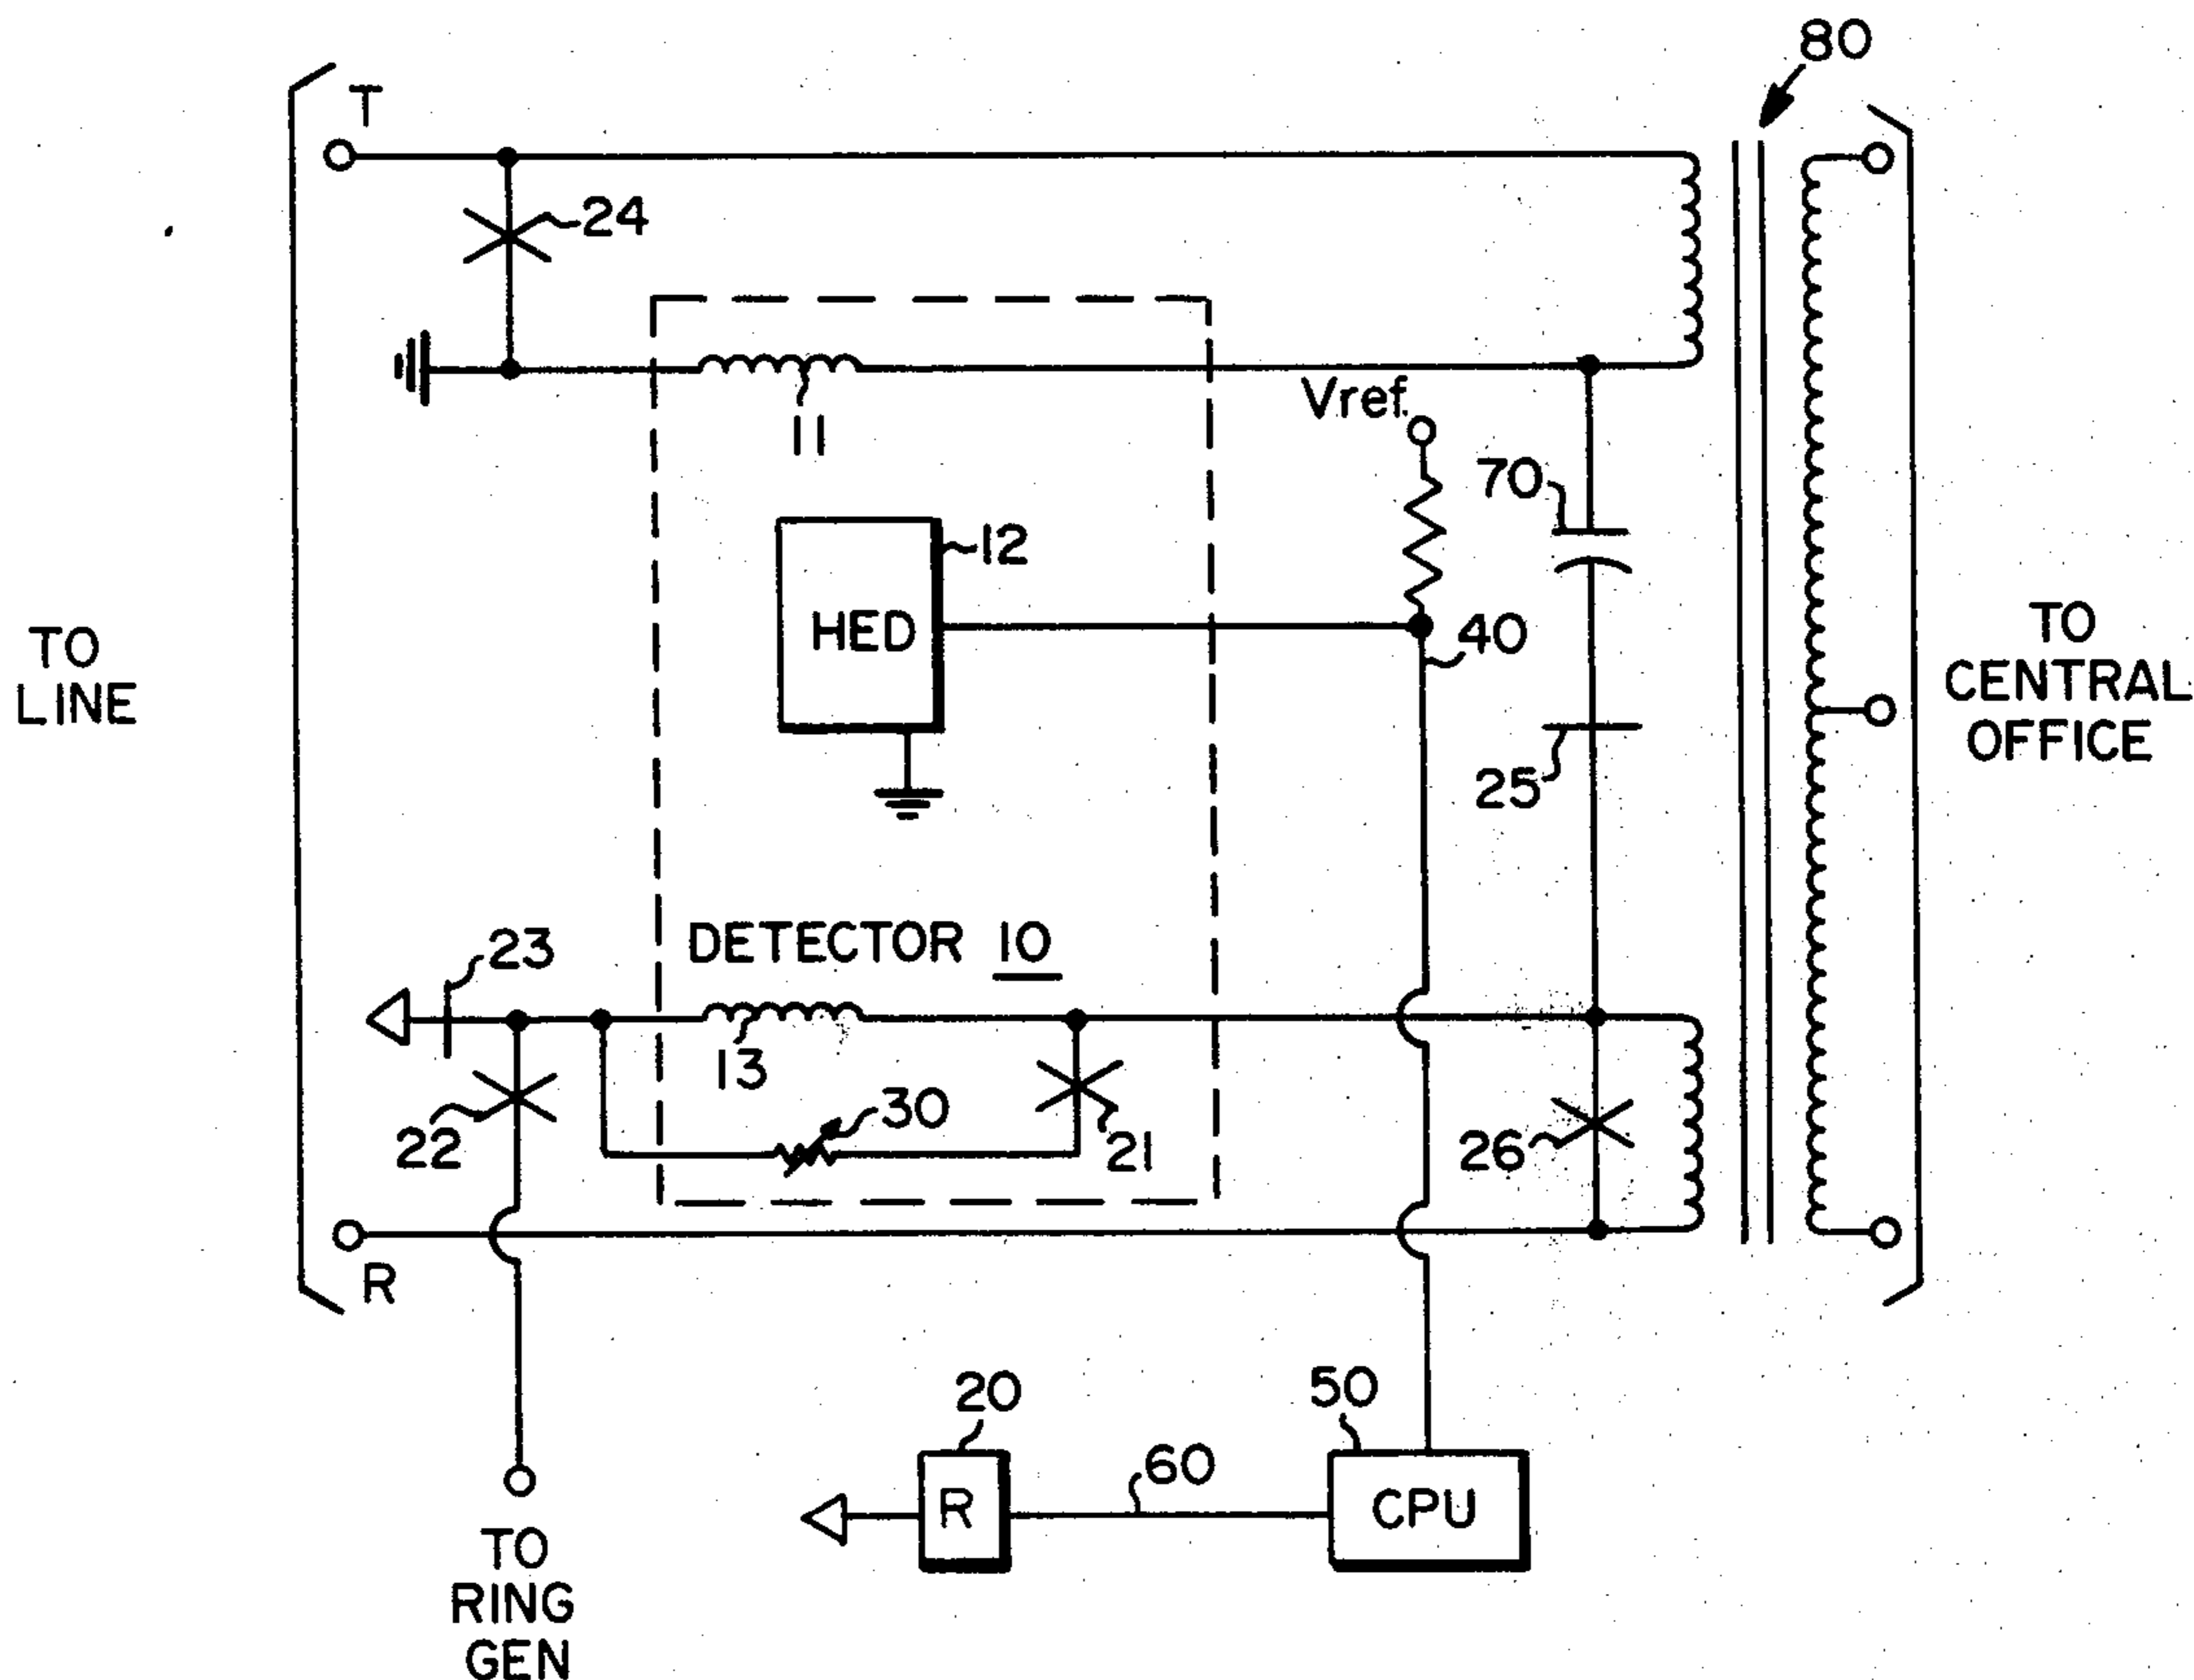 80
T
24
11
Vref.
70
12
HED
40
TO
LINE
TO
CENTRAL
OFFICE
25
DETECTOR 10
23
13
30
22
21
26
R
20
50
60
R
CPU
TO
RING
GEN